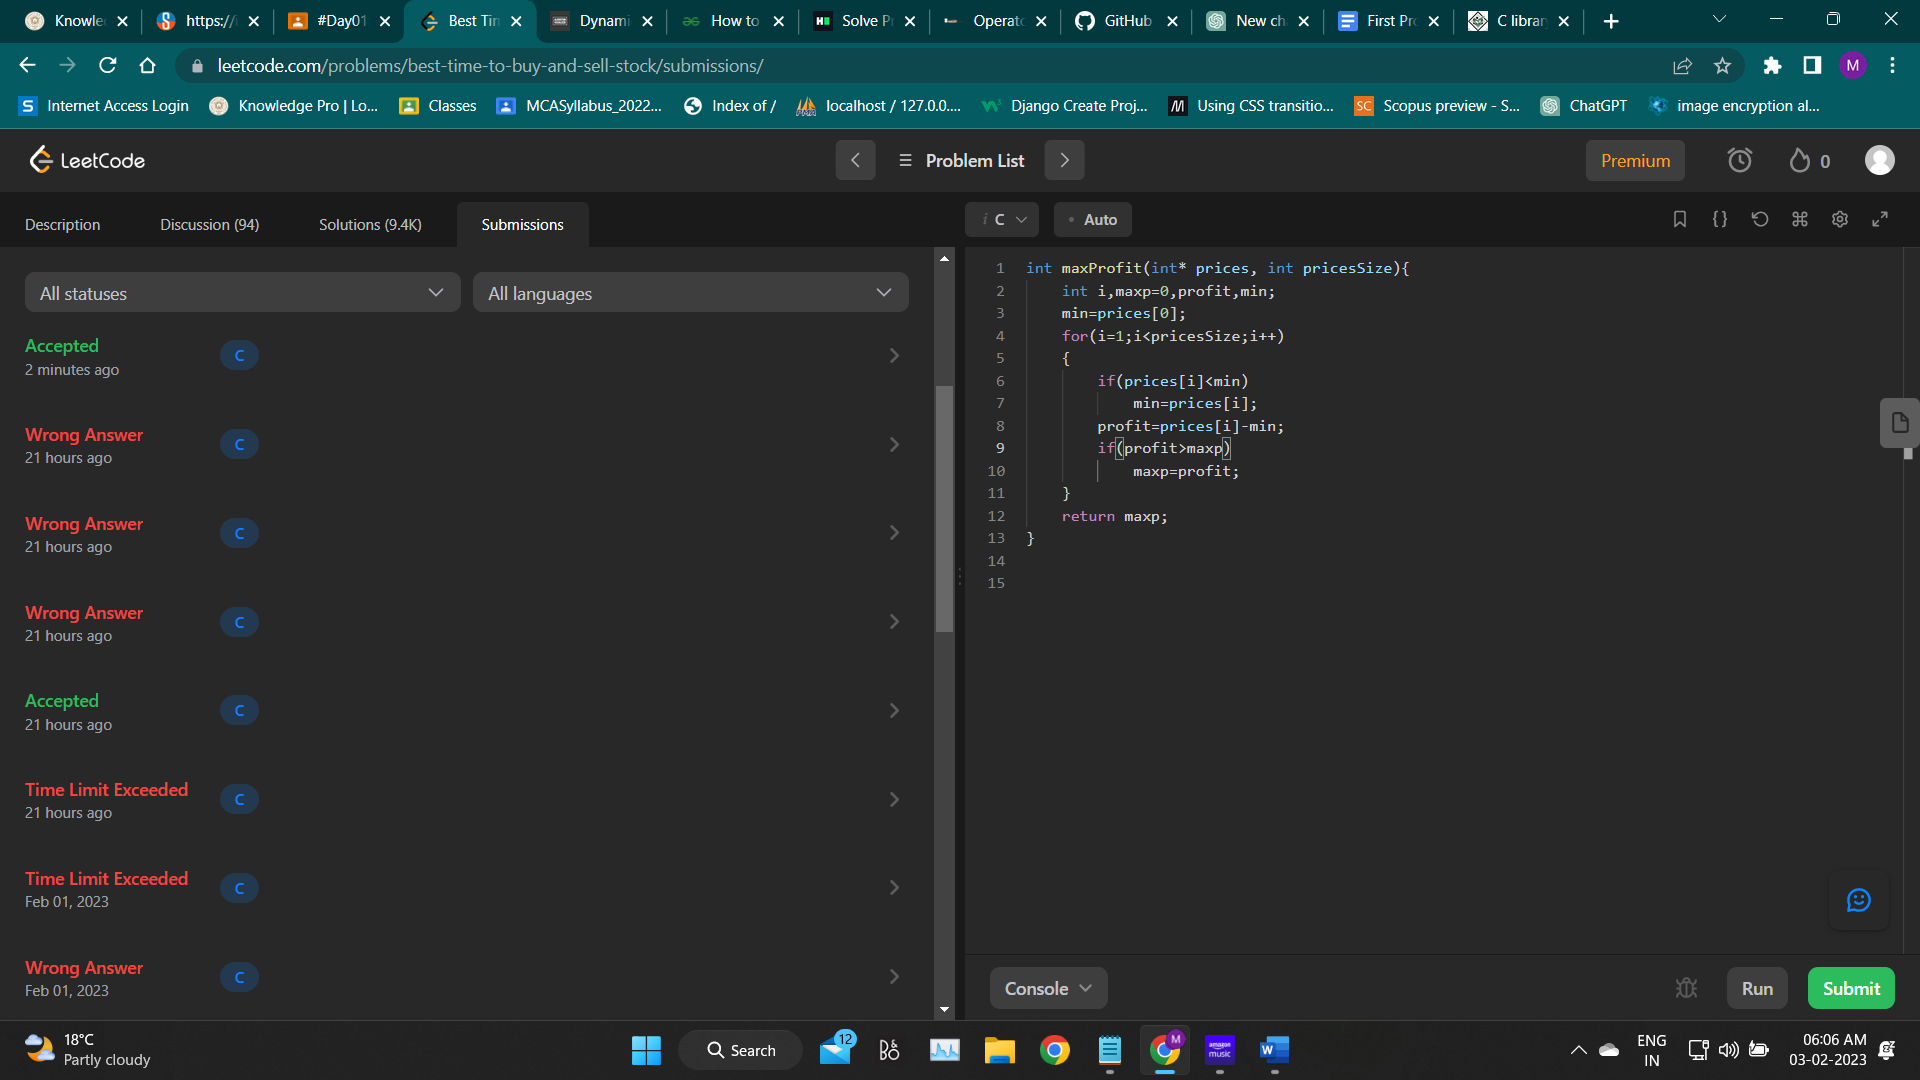 Knowle
https://
#Day01
Best Tim
Dynami
How to
Solve Pr
Operato
GitHub
New ch
First Pro
C librar
leetcode.com/problems/best-time-to-buy-and-sell-stock/submissions/
M
Internet Access Login
Knowledge Pro | Lo...
Classes
MCASyllabus_2022...
Index of /
localhost / 127.0.0....
Django Create Proj...
Using CSS transitio...
SC
Scopus preview - S...
ChatGPT
image encryption al...
LeetCode
Problem List
Premium
0
Description
Discussion (94)
Solutions (9.4K)
Submissions
i C
Auto
All statuses
All languages
Accepted
C
2 minutes ago
Wrong Answer
C
21 hours ago
Wrong Answer
C
21 hours ago
Wrong Answer
C
21 hours ago
Accepted
C
21 hours ago
Time Limit Exceeded
C
21 hours ago
Time Limit Exceeded
C
Feb 01, 2023
Wrong Answer
C
Feb 01, 2023
1 int maxProfit(int* prices, int pricesSize){
2 int i,maxp=0,profit,min;
3 min=prices[0];
4 for(i=1;i<pricesSize;i++)
5 {
6 if(prices[i]<min)
7 min=prices[i];
8 profit=prices[i]-min;
9 if(profit>maxp)
10 maxp=profit;
11 }
12 return maxp;
13 }
14
15
Console
Run
Submit
18°C
Partly cloudy
Search
12
M
amazon music
W
ENG
IN
06:06 AM
03-02-2023